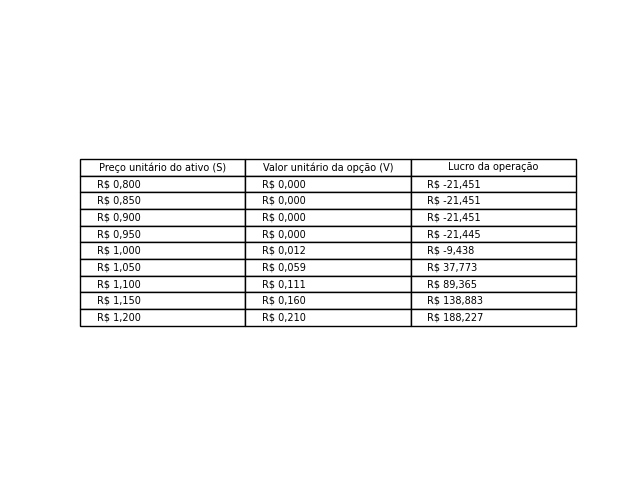 Preço unitário do ativo (S) Valor unitário da opção (V) Lucro da operação
R$ 0,800 R$ 0,000 R$ -21,451
R$ 0,850 R$ 0,000 R$ -21,451
R$ 0,900 R$ 0,000 R$ -21,451
R$ 0,950 R$ 0,000 R$ -21,445
R$ 1,000 R$ 0,012 R$ -9,438
R$ 1,050 R$ 0,059 R$ 37,773
R$ 1,100 R$ 0,111 R$ 89,365
R$ 1,150 R$ 0,160 R$ 138,883
R$ 1,200 R$ 0,210 R$ 188,227